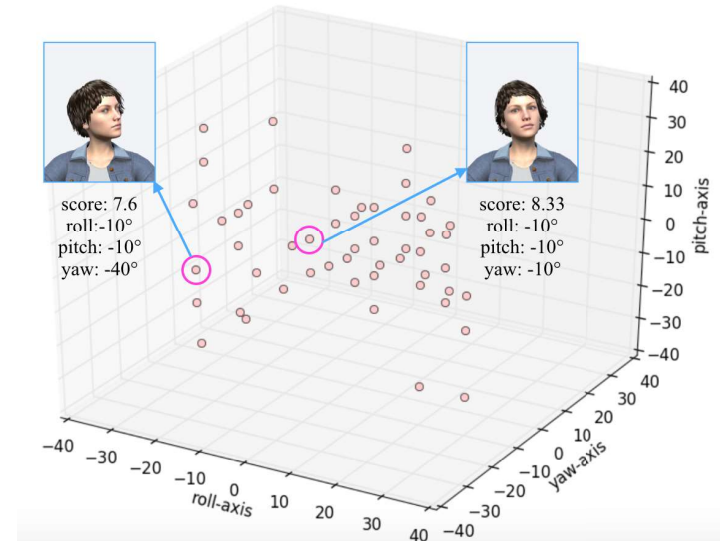 score: 7.6
roll:-10°
pitch: -10°
yaw: -40°
score: 8.33
roll: -10°
pitch: -10°
yaw: -10°
40
30
20
10
0
−10
−20
−30
−40
pitch-axis
−40
−30
−20
−10
0
10
20
30
40
roll-axis
40
30
20
10
0
−10
−20
−30
−40
yaw-axis